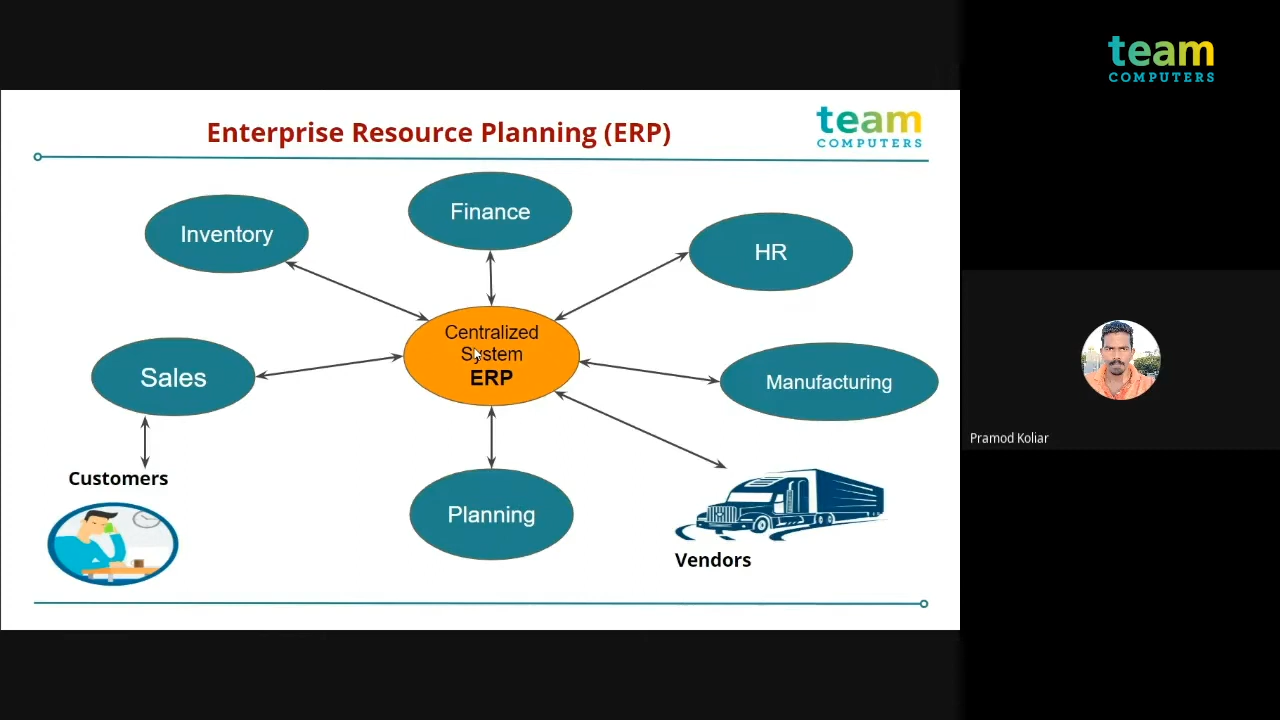 team
COMPUTERS
Enterprise Resource Planning (ERP)
team
COMPUTERS
Finance
Inventory
HR
Centralized
System
ERP
Sales
Manufacturing
Customers
Planning
Vendors
Pramod Koliar